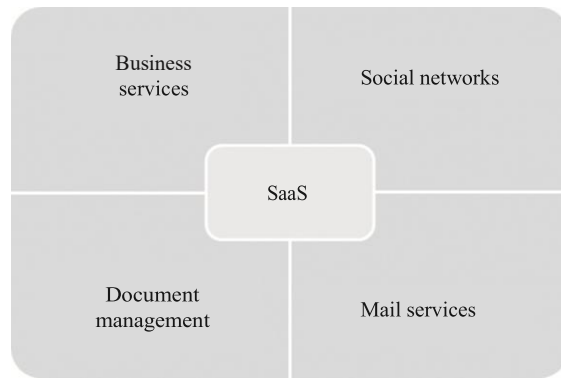 Business
services
Social networks
SaaS
Document
management
Mail services